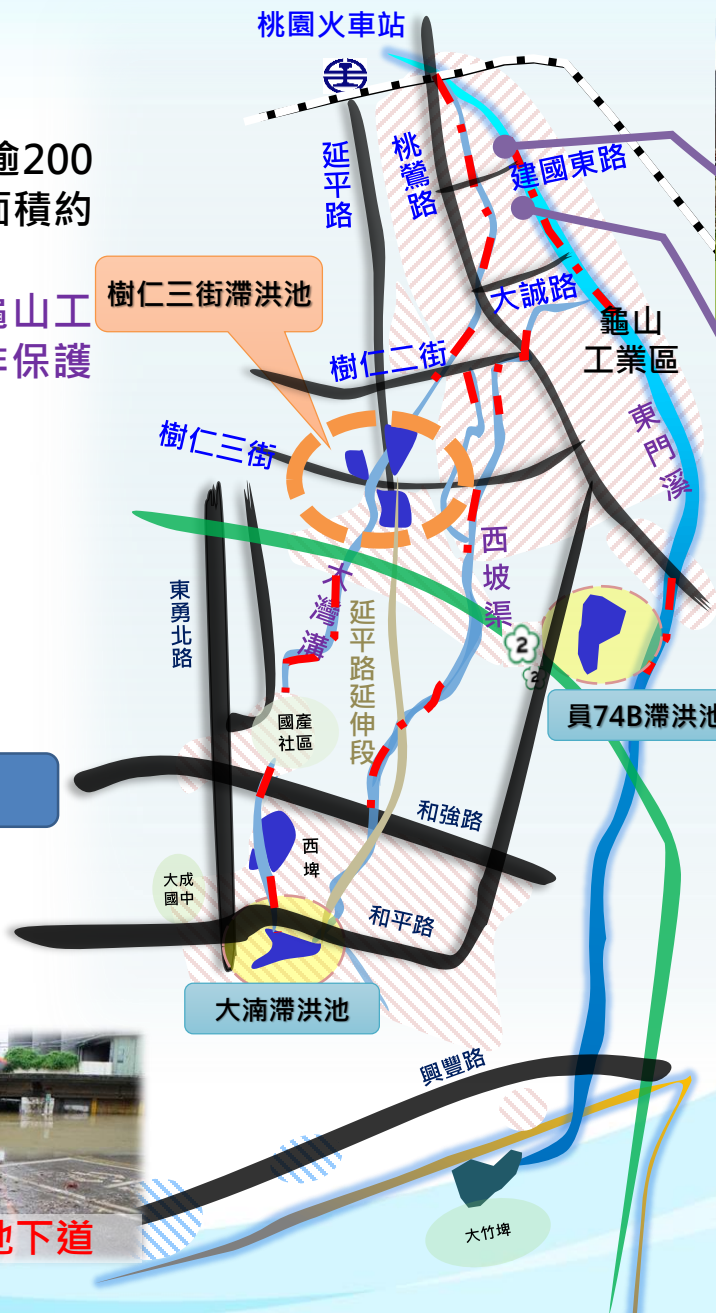 桃園火車站
逾200
面積約
延平路
桃鶯路
建國東路
龜山工
保護
樹仁三街滯洪池
大誠路
龜山
工業區
樹仁二街
東門溪
樹仁三街
西坡渠
大灣溝
東勇北路
延平路延伸段
2
2
員74B滯洪池
國產
社區
和強路
西
埤
大成
國中
和平路
大湳滯洪池
興豐路
地下道
大竹埤